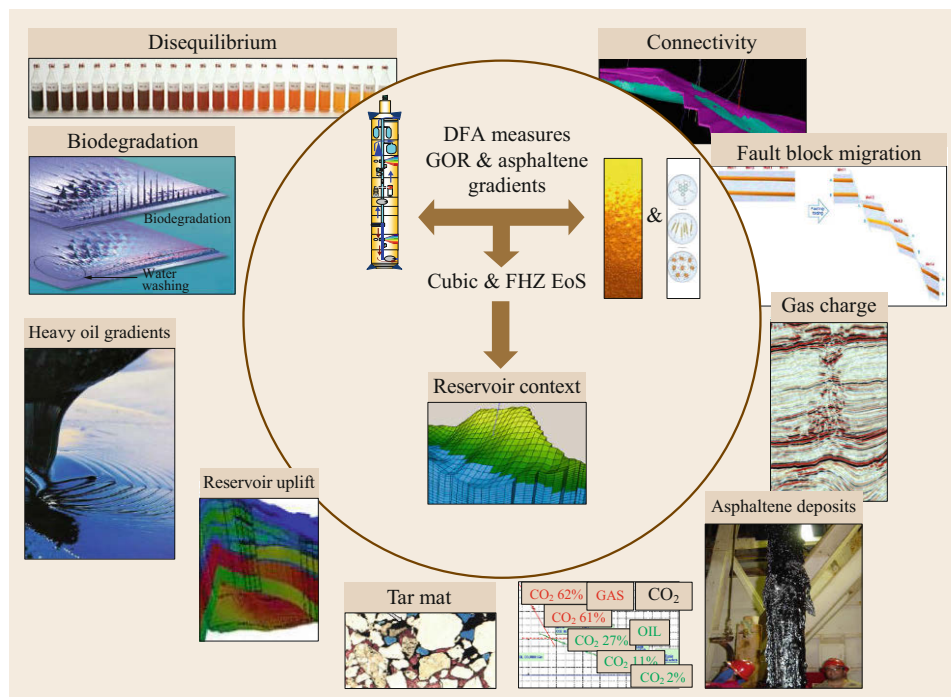 Disequilibrium
Connectivity
DFA measures
GOR & asphaltene
gradients
&
Biodegradation
Biodegradation
Water
washing
Fault block migration
Cubic & FHZ EoS
Heavy oil gradients
Gas charge
Reservoir context
Reservoir uplift
Asphaltene deposits
Tar mat
CO₂ 62%
GAS
CO₂
CO₂ 61%
OIL
CO₂ 27%
CO₂ 11%
CO₂ 2%